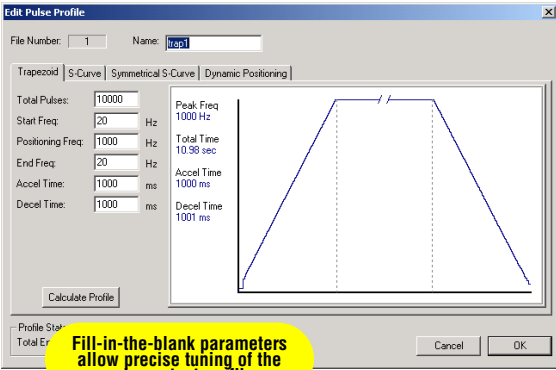 Edit Pulse Profile
File Number: 1 Name: trap1
Trapezoid S-Curve Symmetrical S-Curve Dynamic Positioning
Total Pulses: 10000
Start Freq: 20 Hz
Positioning Freq: 1000 Hz
End Freq: 20 Hz
Accel Time: 1000 ms
Decel Time: 1000 ms
Peak Freq
1000 Hz
Total Time
10.98 sec
Accel Time
1000 ms
Decel Time
1001 ms
Calculate Profile
Profile
Total
Fill-in-the-blank parameters
allow precise tuning of the
Cancel OK